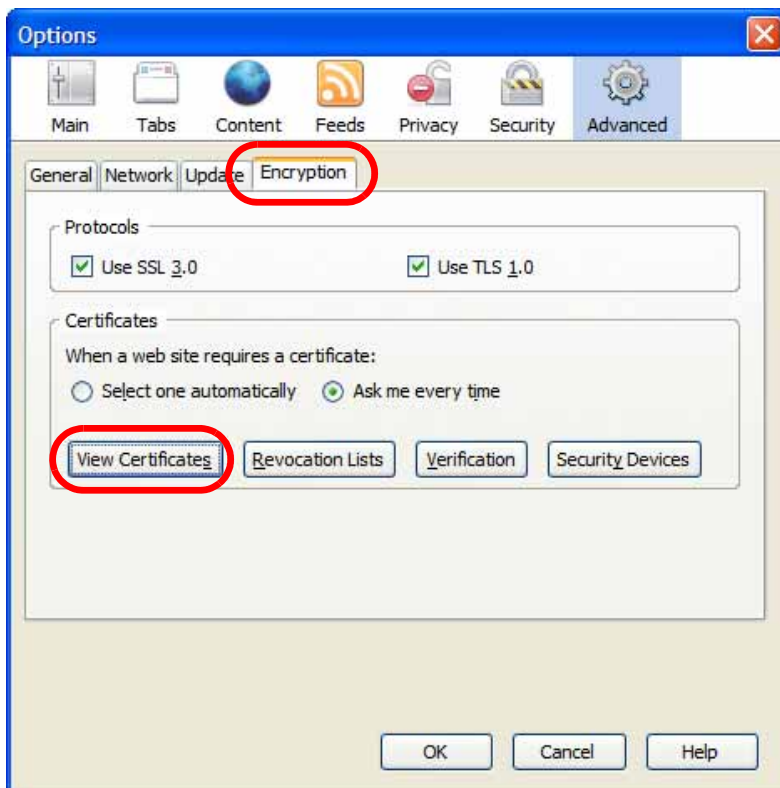 Options
Main Tabs Content Feeds Privacy Security Advanced
General Network Update Encryption
Protocols
Use SSL 3.0 Use TLS 1.0
Certificates
When a web site requires a certificate:
Select one automatically Ask me every time
View Certificates Revocation Lists Verification Security Devices
OK Cancel Help